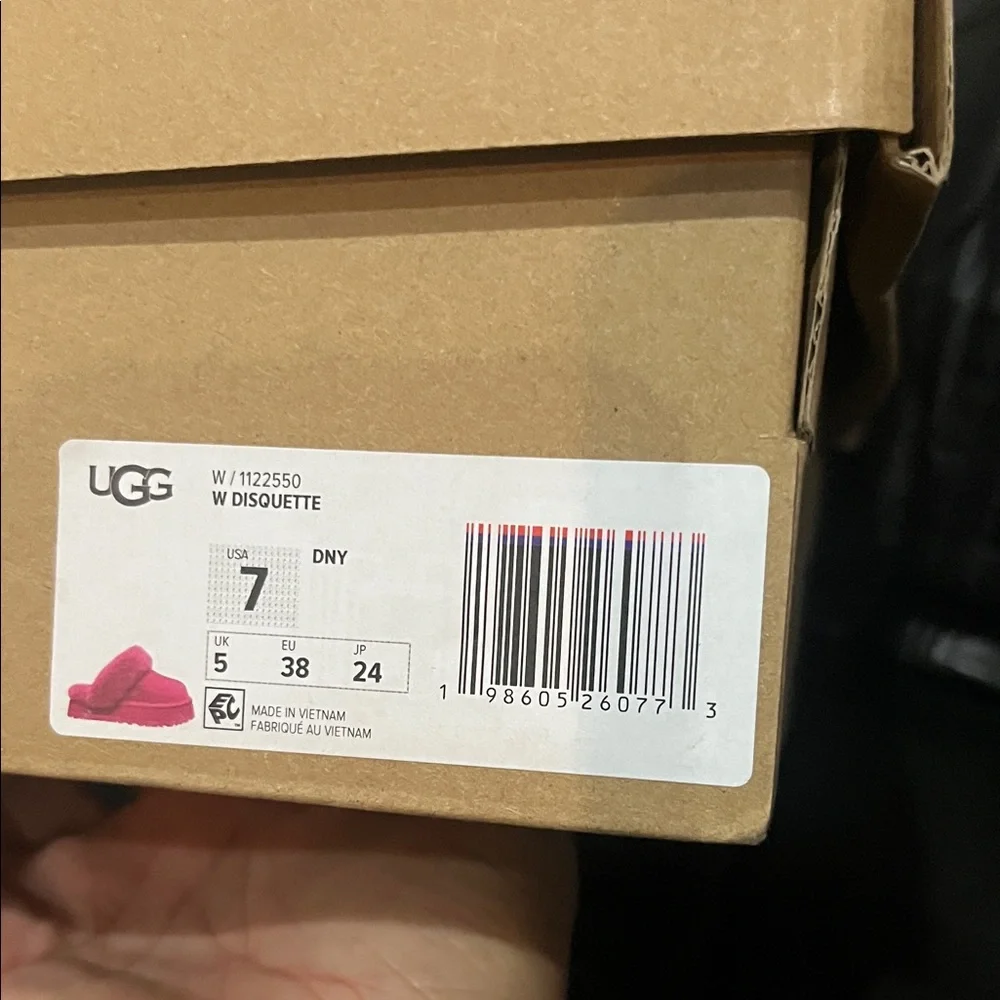 UGG
W / 1122550
W DISQUETTE
USA
7
DNY
UK EU JP
5 38 24
EPC™
MADE IN VIETNAM
FABRIQUÉ AU VIETNAM
1 98605 26077 3